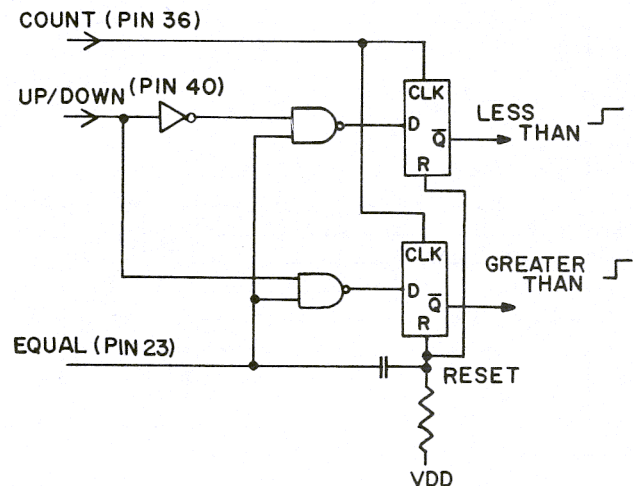 COUNT (PIN 36)
UP/DOWN (PIN 40)
CLK
D
Q̅
R
LESS
THAN
CLK
D
Q̅
R
GREATER
THAN
EQUAL (PIN 23)
RESET
VDD